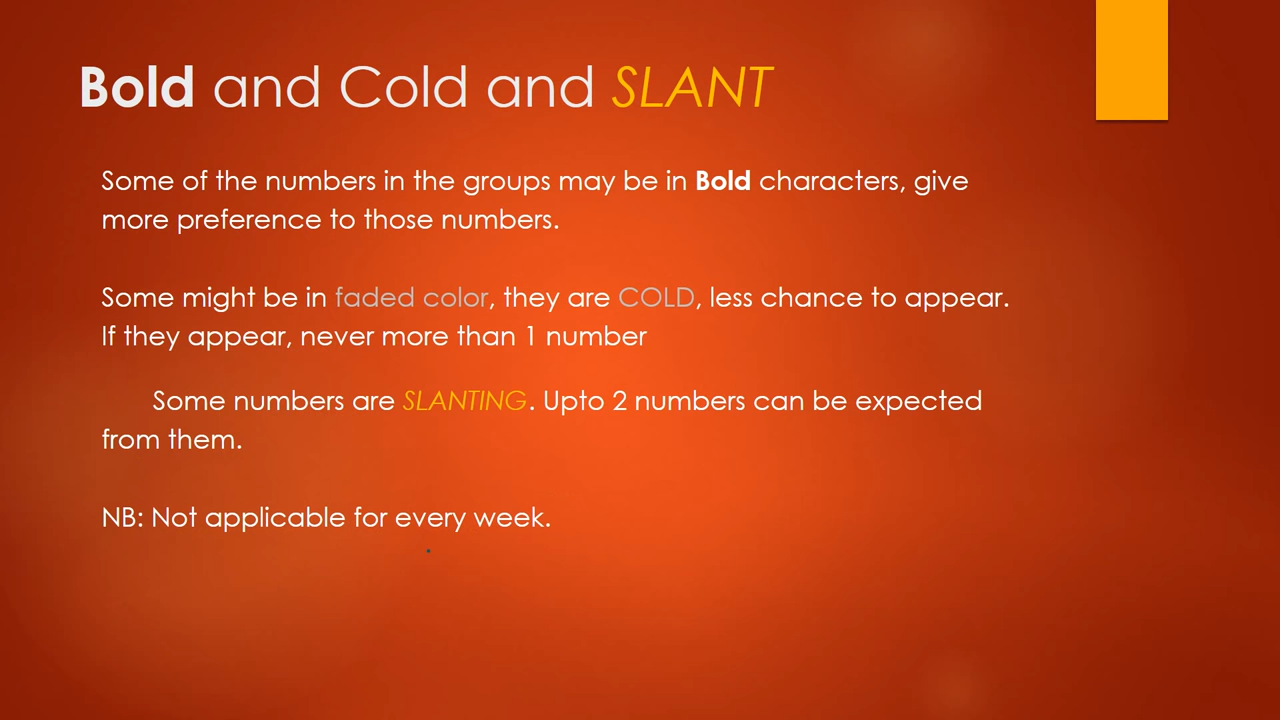 Bold and Cold and SLANT
Some of the numbers in the groups may be in Bold characters, give
more preference to those numbers.
Some might be in faded color, they are COLD, less chance to appear.
If they appear, never more than 1 number
Some numbers are SLANTING. Upto 2 numbers can be expected
from them.
NB: Not applicable for every week.